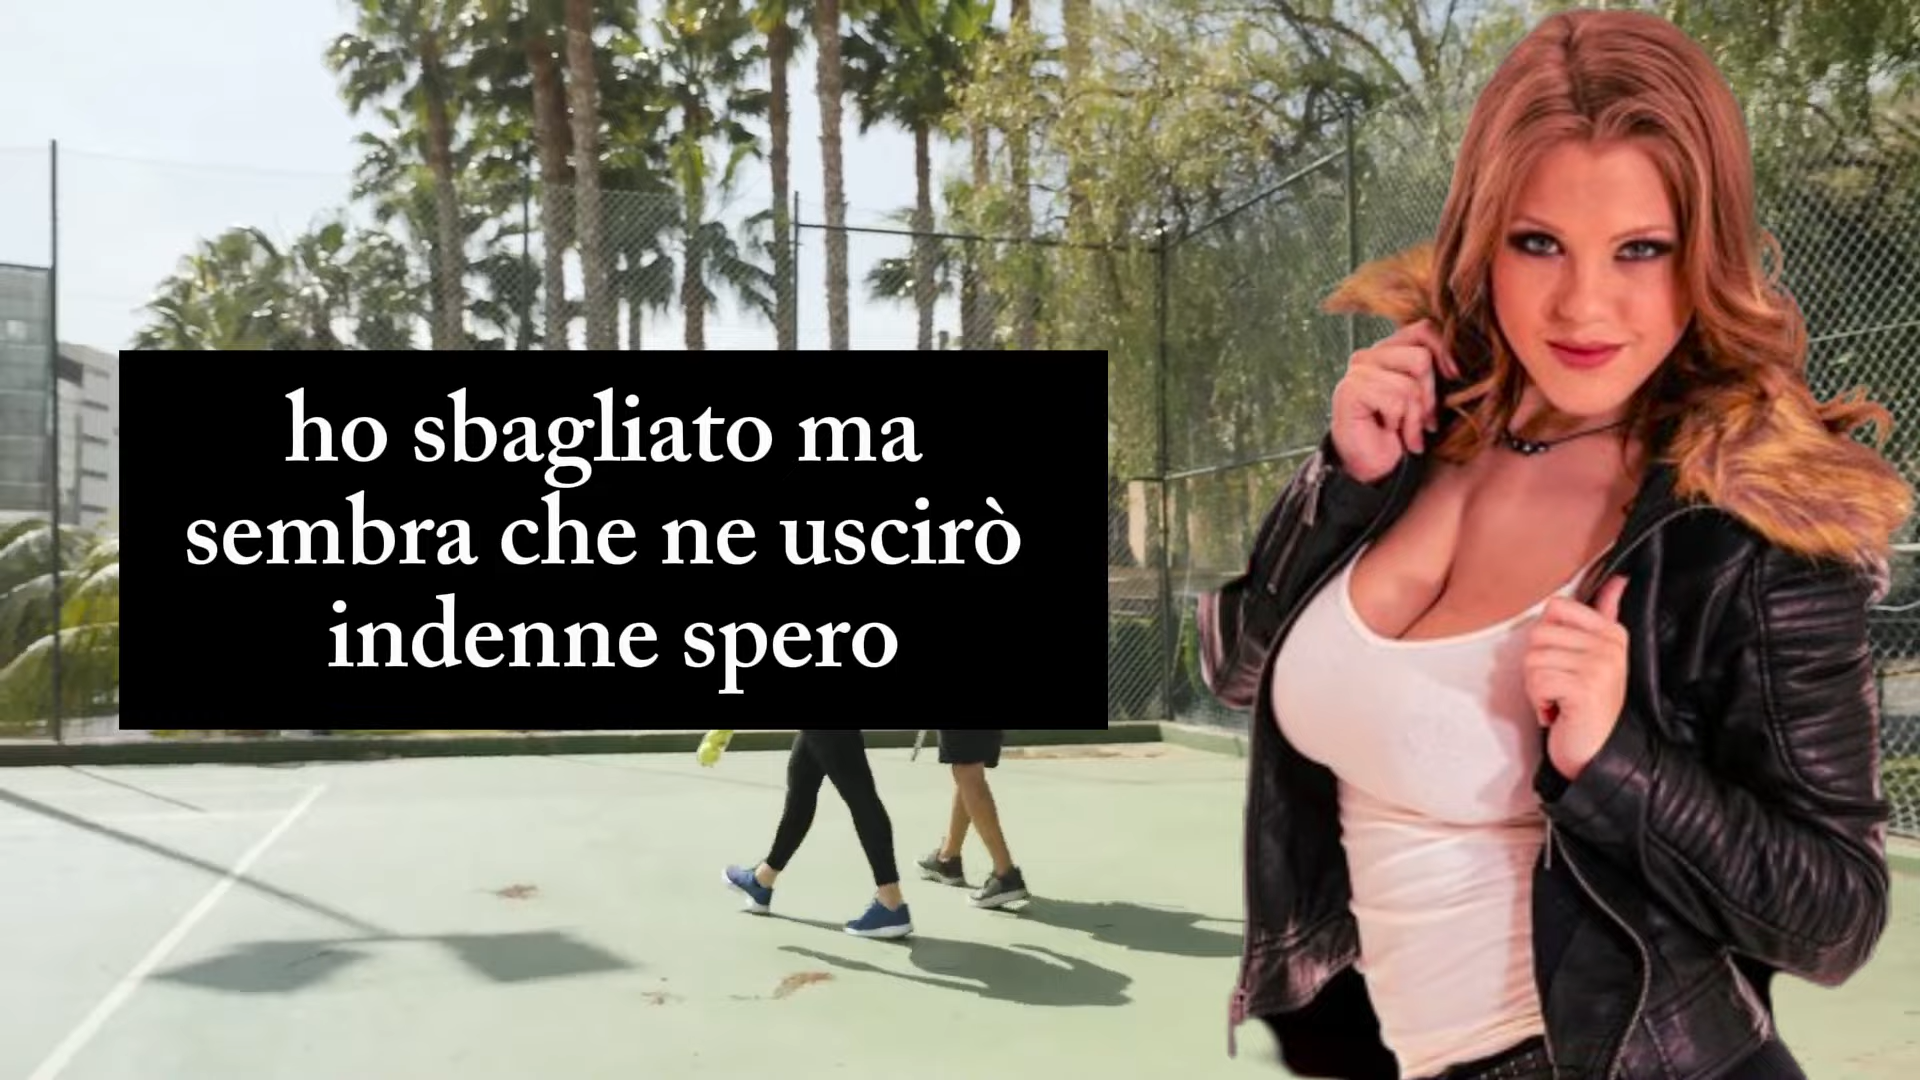 ho sbagliato ma
sembra che ne uscirò
indenne spero